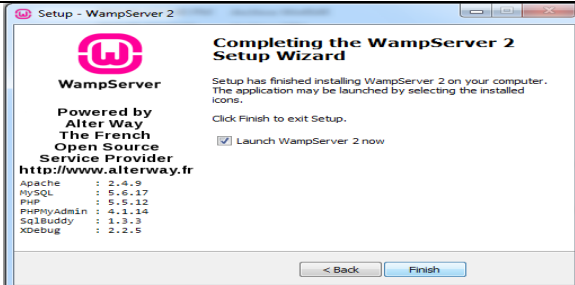 Setup - WampServer 2
WampServer
Powered by
Alter Way
The French
Open Source
Service Provider
http://www.alterway.fr
Apache : 2.4.9
MySQL : 5.6.17
PHP : 5.5.12
PHPMyAdmin : 4.1.14
SqlBuddy : 1.3.3
XDebug : 2.2.5
Completing the WampServer 2
Setup Wizard
Setup has finished installing WampServer 2 on your computer.
The application may be launched by selecting the installed
icons.
Click Finish to exit Setup.
Launch WampServer 2 now
< Back
Finish